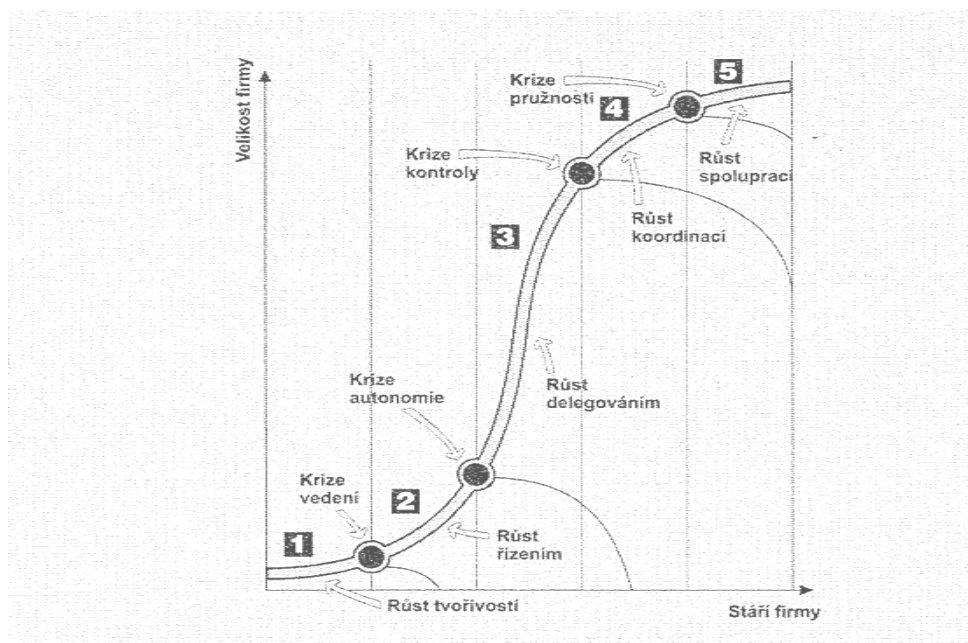 Velikost firmy
Krize
pružnosti
5
4
Krize
kontroly
Růst
spoluprací
Růst
koordinací
3
Krize
autonomie
Růst
delegováním
Krize
vedení
2
1
Růst
řízením
Růst tvořivostí
Stáří firmy